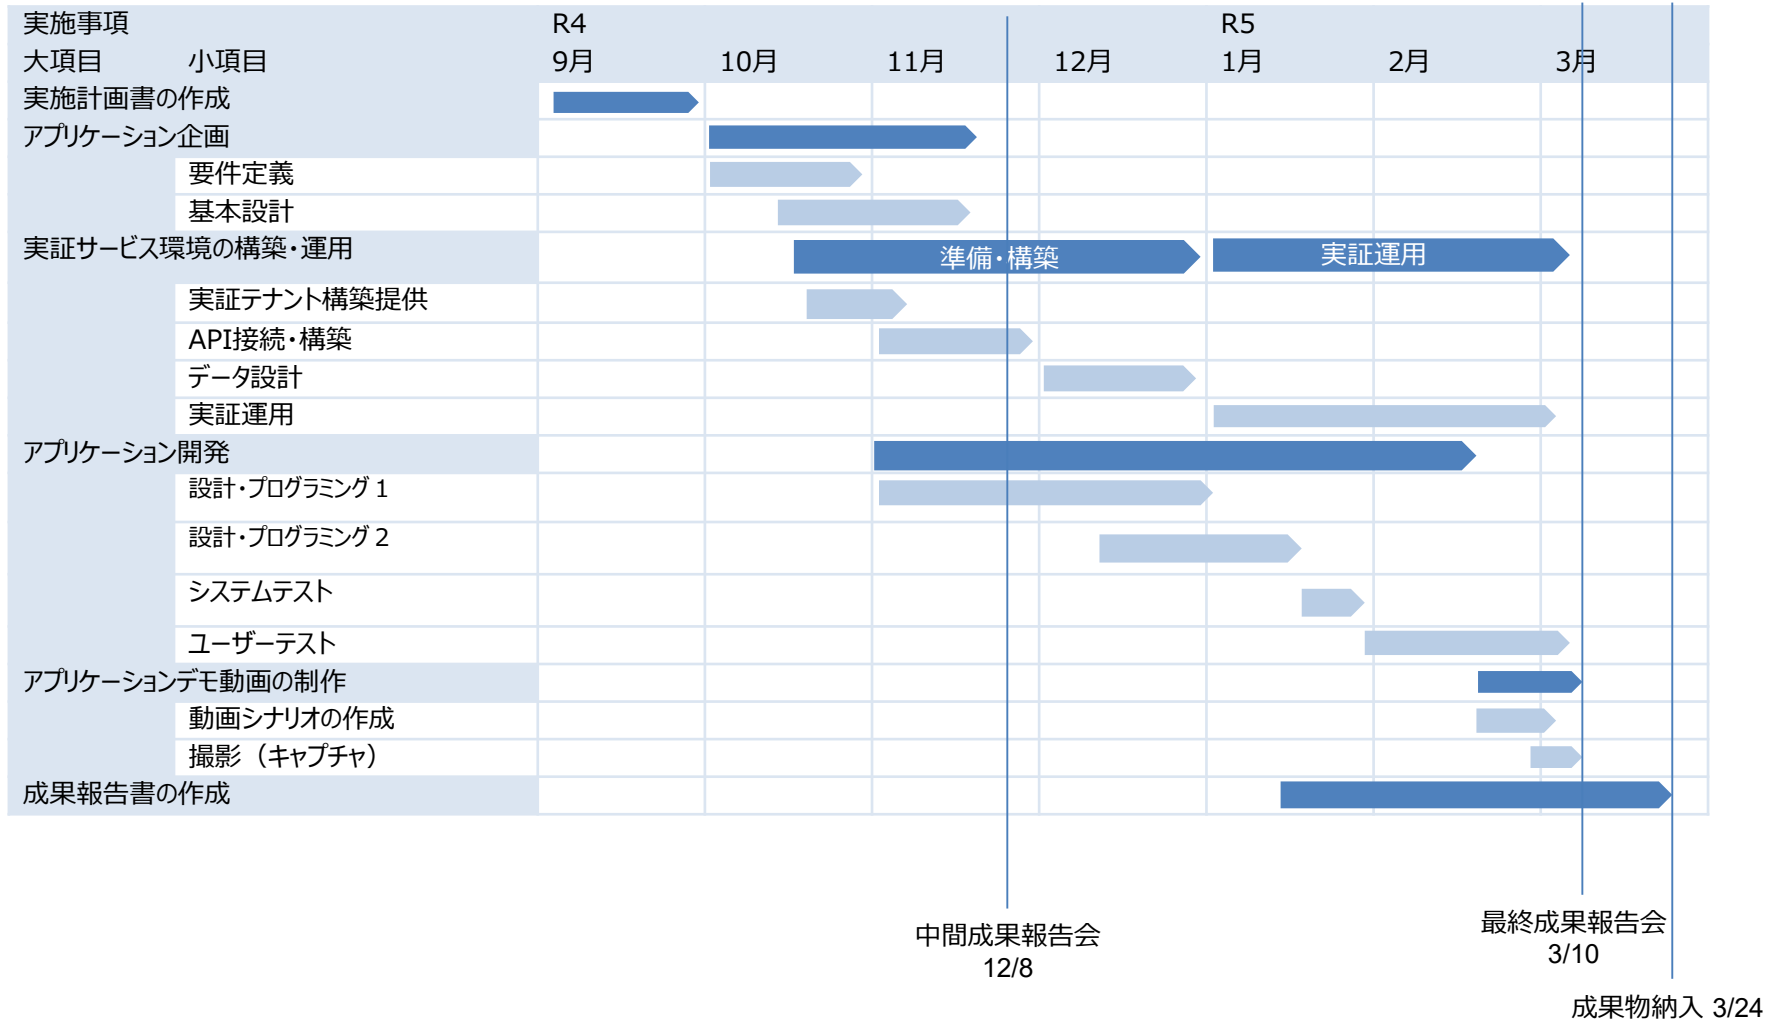 実施事項 R4 R5
大項目 小項目 9月 10月 11月 12月 1月 2月 3月
実施計画書の作成
アプリケーション企画
要件定義
基本設計
実証サービス環境の構築・運用 準備・構築 実証運用
実証テナント構築提供
API接続・構築
データ設計
実証運用
アプリケーション開発
設計・プログラミング1
設計・プログラミング2
システムテスト
ユーザーテスト
アプリケーションデモ動画の制作
動画シナリオの作成
撮影（キャプチャ）
成果報告書の作成
中間成果報告会
12/8
最終成果報告会
3/10
成果物納入 3/24